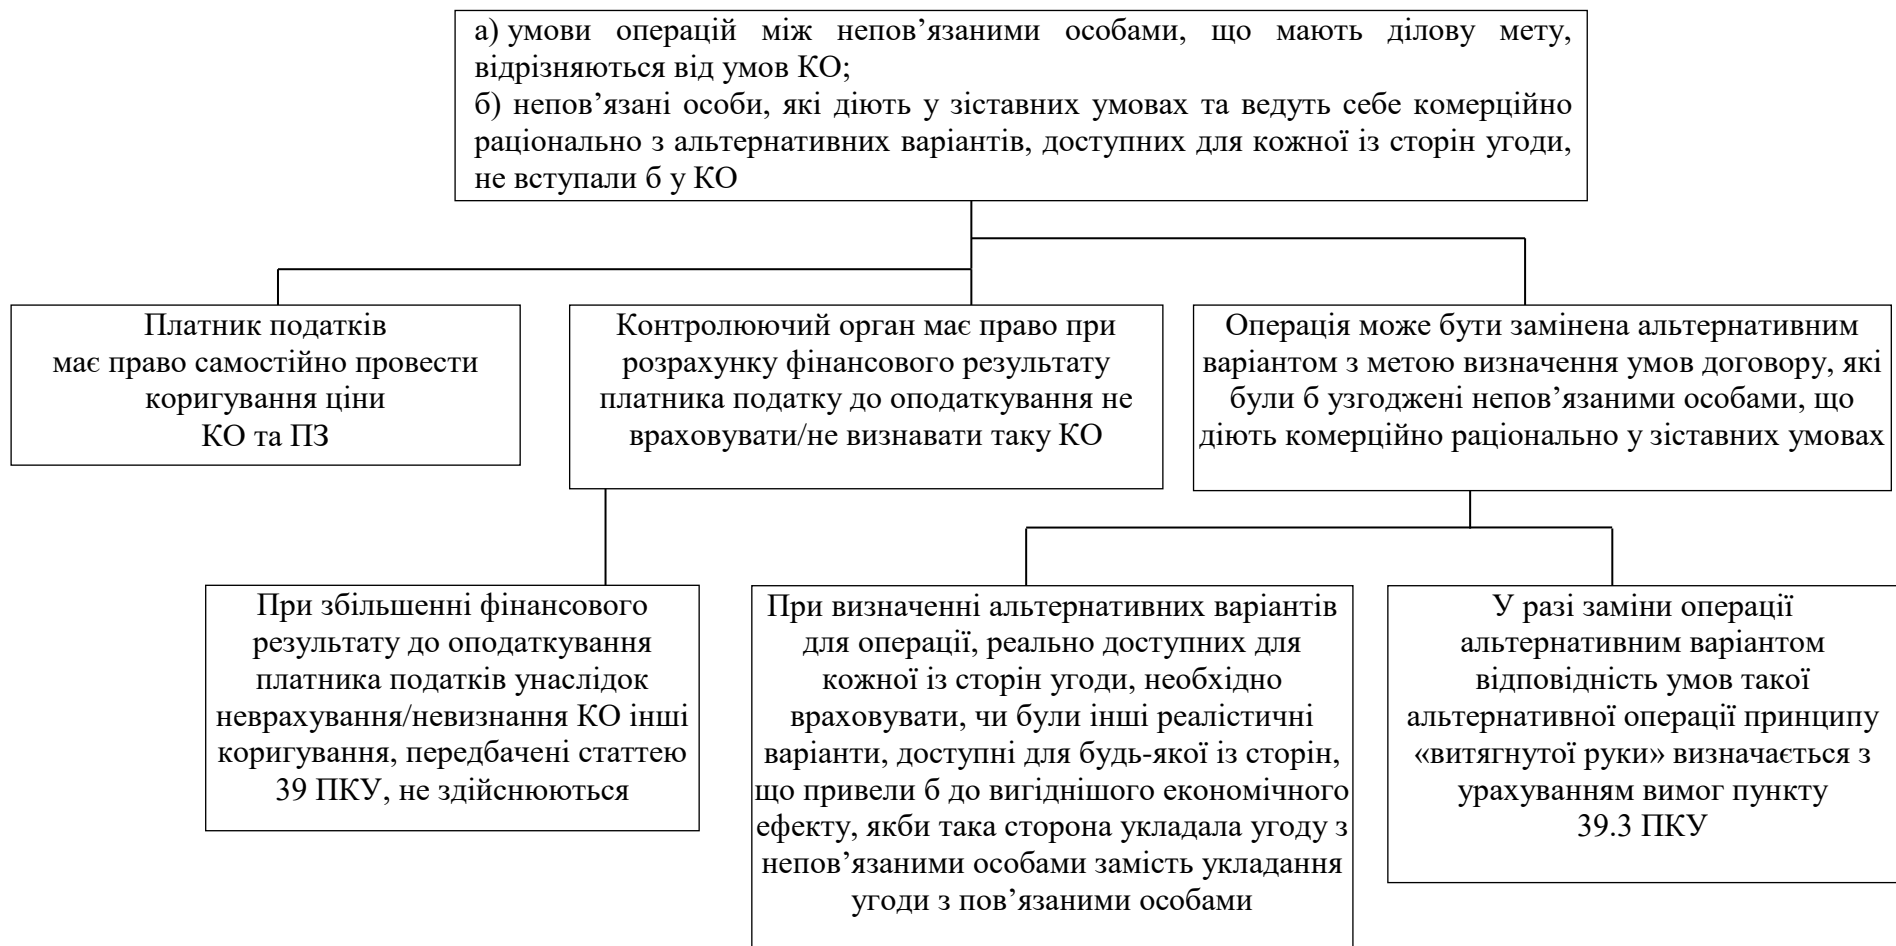 а) умови операцій між непов’язаними особами, що мають ділову мету,
відрізняються від умов КО;
б) непов’язані особи, які діють у зіставних умовах та ведуть себе комерційно
раціонально з альтернативних варіантів, доступних для кожної із сторін угоди,
не вступали б у КО
Платник податків
має право самостійно провести
коригування ціни
КО та ПЗ
Контролюючий орган має право при
розрахунку фінансового результату
платника податку до оподаткування не
враховувати/не визнавати таку КО
Операція може бути замінена альтернативним
варіантом з метою визначення умов договору, які
були б узгоджені непов’язаними особами, що
діють комерційно раціонально у зіставних умовах
При збільшенні фінансового
результату до оподаткування
платника податків унаслідок
неврахування/невизнання КО інші
коригування, передбачені статтею
39 ПКУ, не здійснюються
При визначенні альтернативних варіантів
для операції, реально доступних для
кожної із сторін угоди, необхідно
враховувати, чи були інші реалістичні
варіанти, доступні для будь-якої із сторін,
що привели б до вигіднішого економічного
ефекту, якби така сторона укладала угоду з
непов’язаними особами замість укладання
угоди з пов’язаними особами
У разі заміни операції
альтернативним варіантом
відповідність умов такої
альтернативної операції принципу
«витягнутої руки» визначається з
урахуванням вимог пункту
39.3 ПКУ